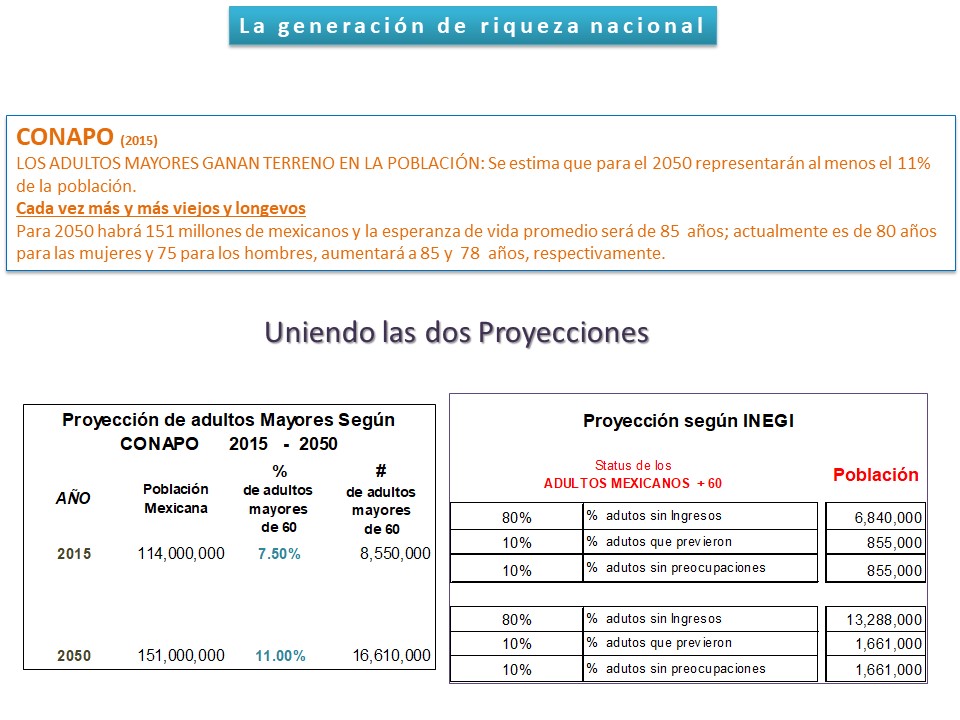 La generación de riqueza nacional
CONAPO (2015)
LOS ADULTOS MAYORES GANAN TERRENO EN LA POBLACIÓN: Se estima que para el 2050 representarán al menos el 11%
de la población.
Cada vez más y más viejos y longevos
Para 2050 habrá 151 millones de mexicanos y la esperanza de vida promedio será de 85 años; actualmente es de 80 años
para las mujeres y 75 para los hombres, aumentará a 85 y 78 años, respectivamente.
Uniendo las dos Proyecciones
Proyección de adultos Mayores Según
CONAPO 2015 - 2050
AÑO
Población
Mexicana
%
de adultos
mayores
de 60
#
de adultos
mayores
de 60
2015 114,000,000 7.50% 8,550,000
2050 151,000,000 11.00% 16,610,000
Proyección según INEGI
Status de los
ADULTOS MEXICANOS + 60
Población
80% % adutos sin Ingresos 6,840,000
10% % adutos que previeron 855,000
10% % adutos sin preocupaciones 855,000
80% % adutos sin Ingresos 13,288,000
10% % adutos que previeron 1,661,000
10% % adutos sin preocupaciones 1,661,000